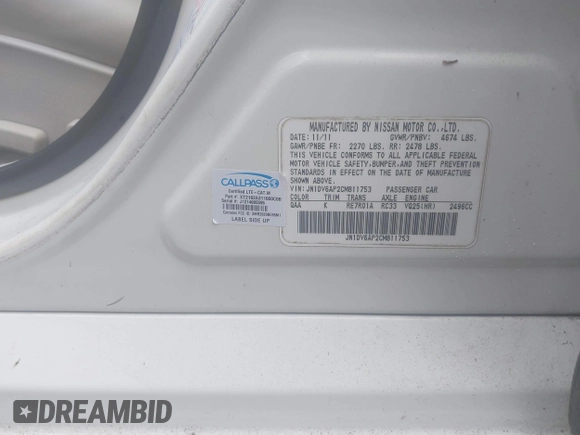 MANUFACTURED BY NISSAN MOTOR CO.,LTD.
DATE: 11/11 GVWR/PNBV: 4674 LBS.
GAWR/PNBE FR: 2270 LBS. RR: 2478 LBS.
THIS VEHICLE CONFORMS TO ALL APPLICABLE FEDERAL
MOTOR VEHICLE SAFETY,BUMPER,AND THEFT PREVENTION
STANDARDS IN EFFECT ON THE DATE OF MANUFACTURE
SHOWN ABOVE.
VIN: JN1DV6AP2CM811753 PASSENGER CAR
COLOR TRIM TRANS AXLE ENGINE
QAA K RE7R01A RC33 VQ25(HR) 2496CC
JN1DV6AP2CM811753
CALLPASS
Certified LTE - CAT M
LABEL SIDE UP
DREAMBID